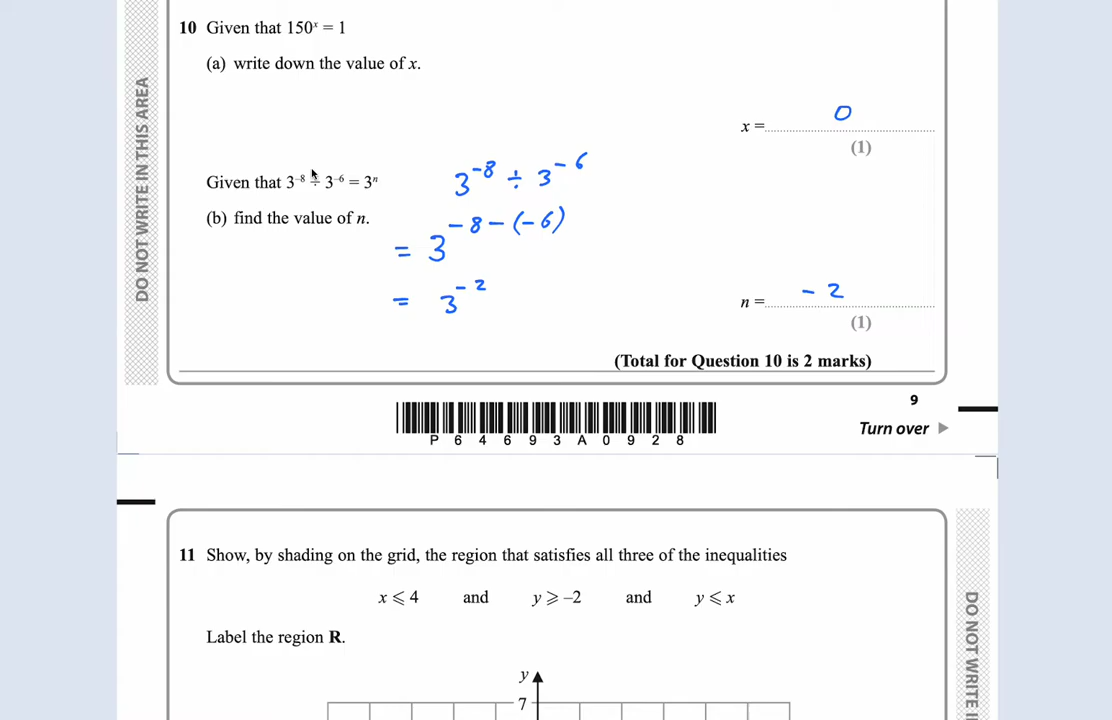 10 Given that 150ˣ = 1
(a) write down the value of x.
0
x =
(1)
Given that 3⁻⁸ ÷ 3⁻⁶ = 3ⁿ
3⁻⁸ ÷ 3⁻⁶
(b) find the value of n.
= 3⁻⁸⁻⁽⁻⁶⁾
= 3⁻²
n = - 2
(1)
(Total for Question 10 is 2 marks)
DO NOT WRITE IN THIS AREA
9
P 6 4 6 9 3 A 0 9 2 8
Turn over
11 Show, by shading on the grid, the region that satisfies all three of the inequalities
x ⩽ 4 and y ⩾ –2 and y ⩽ x
Label the region R.
y
7
DO NOT WRITE